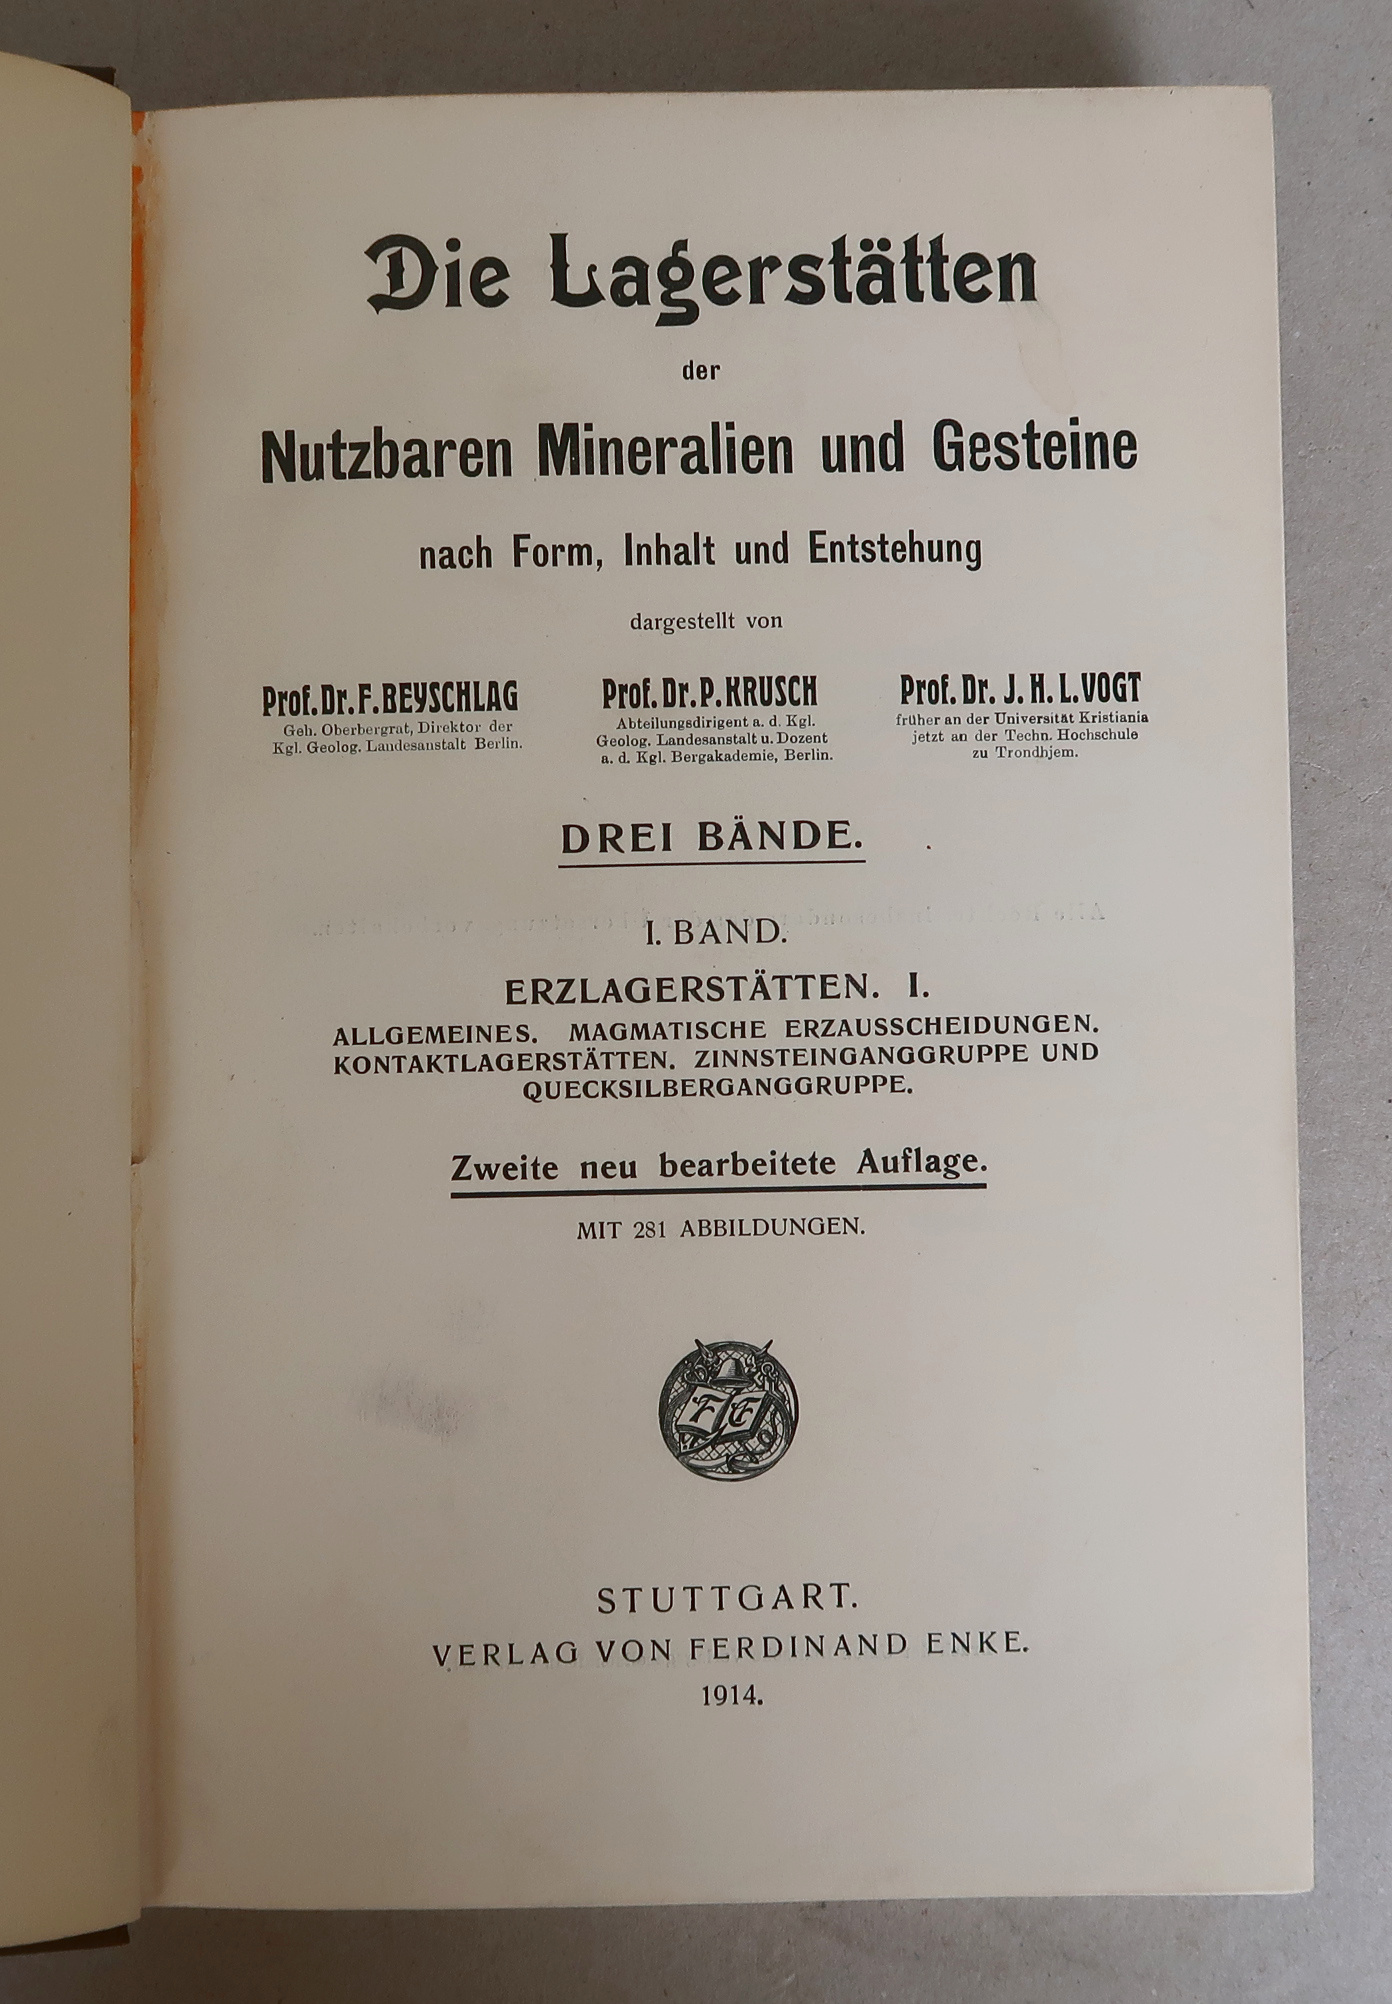 Die Lagerstätten
der
Nutzbaren Mineralien und Gesteine
nach Form, Inhalt und Entstehung
dargestellt von
Prof. Dr. F. BEYSCHLAG
Geh. Oberbergrat, Direktor der
Kgl. Geolog. Landesanstalt Berlin.
Prof. Dr. P. KRUSCH
Abteilungsdirigent a. d. Kgl.
Geolog. Landesanstalt u. Dozent
a. d. Kgl. Bergakademie, Berlin.
Prof. Dr. J. H. L. VOGT
früher an der Universität Kristiania
jetzt an der Techn. Hochschule
zu Trondhjem.
DREI BÄNDE.
I. BAND.
ERZLAGERSTÄTTEN. I.
ALLGEMEINES. MAGMATISCHE ERZAUSSCHEIDUNGEN.
KONTAKTLAGERSTÄTTEN. ZINNSTEINGANGGRUPPE UND
QUECKSILBERGANGGRUPPE.
Zweite neu bearbeitete Auflage.
MIT 281 ABBILDUNGEN.
F E
STUTTGART.
VERLAG VON FERDINAND ENKE.
1914.